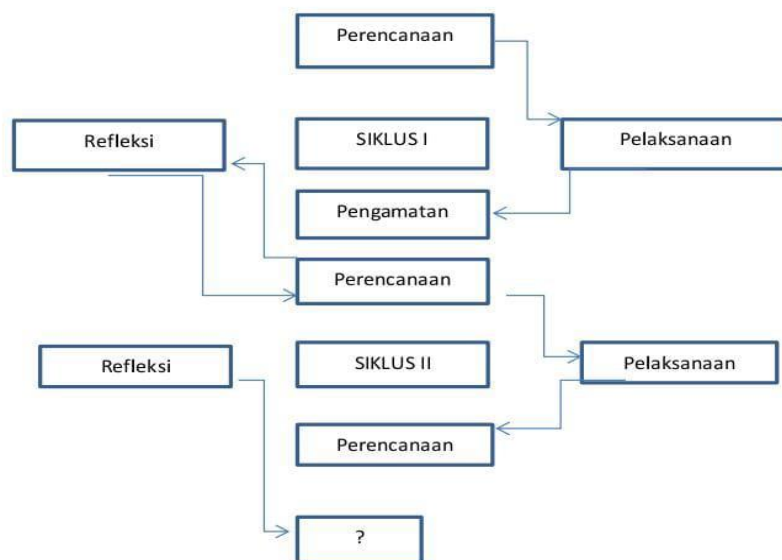 Perencanaan
Refleksi
SIKLUS I
Pelaksanaan
Pengamatan
Perencanaan
Refleksi
SIKLUS II
Pelaksanaan
Perencanaan
?